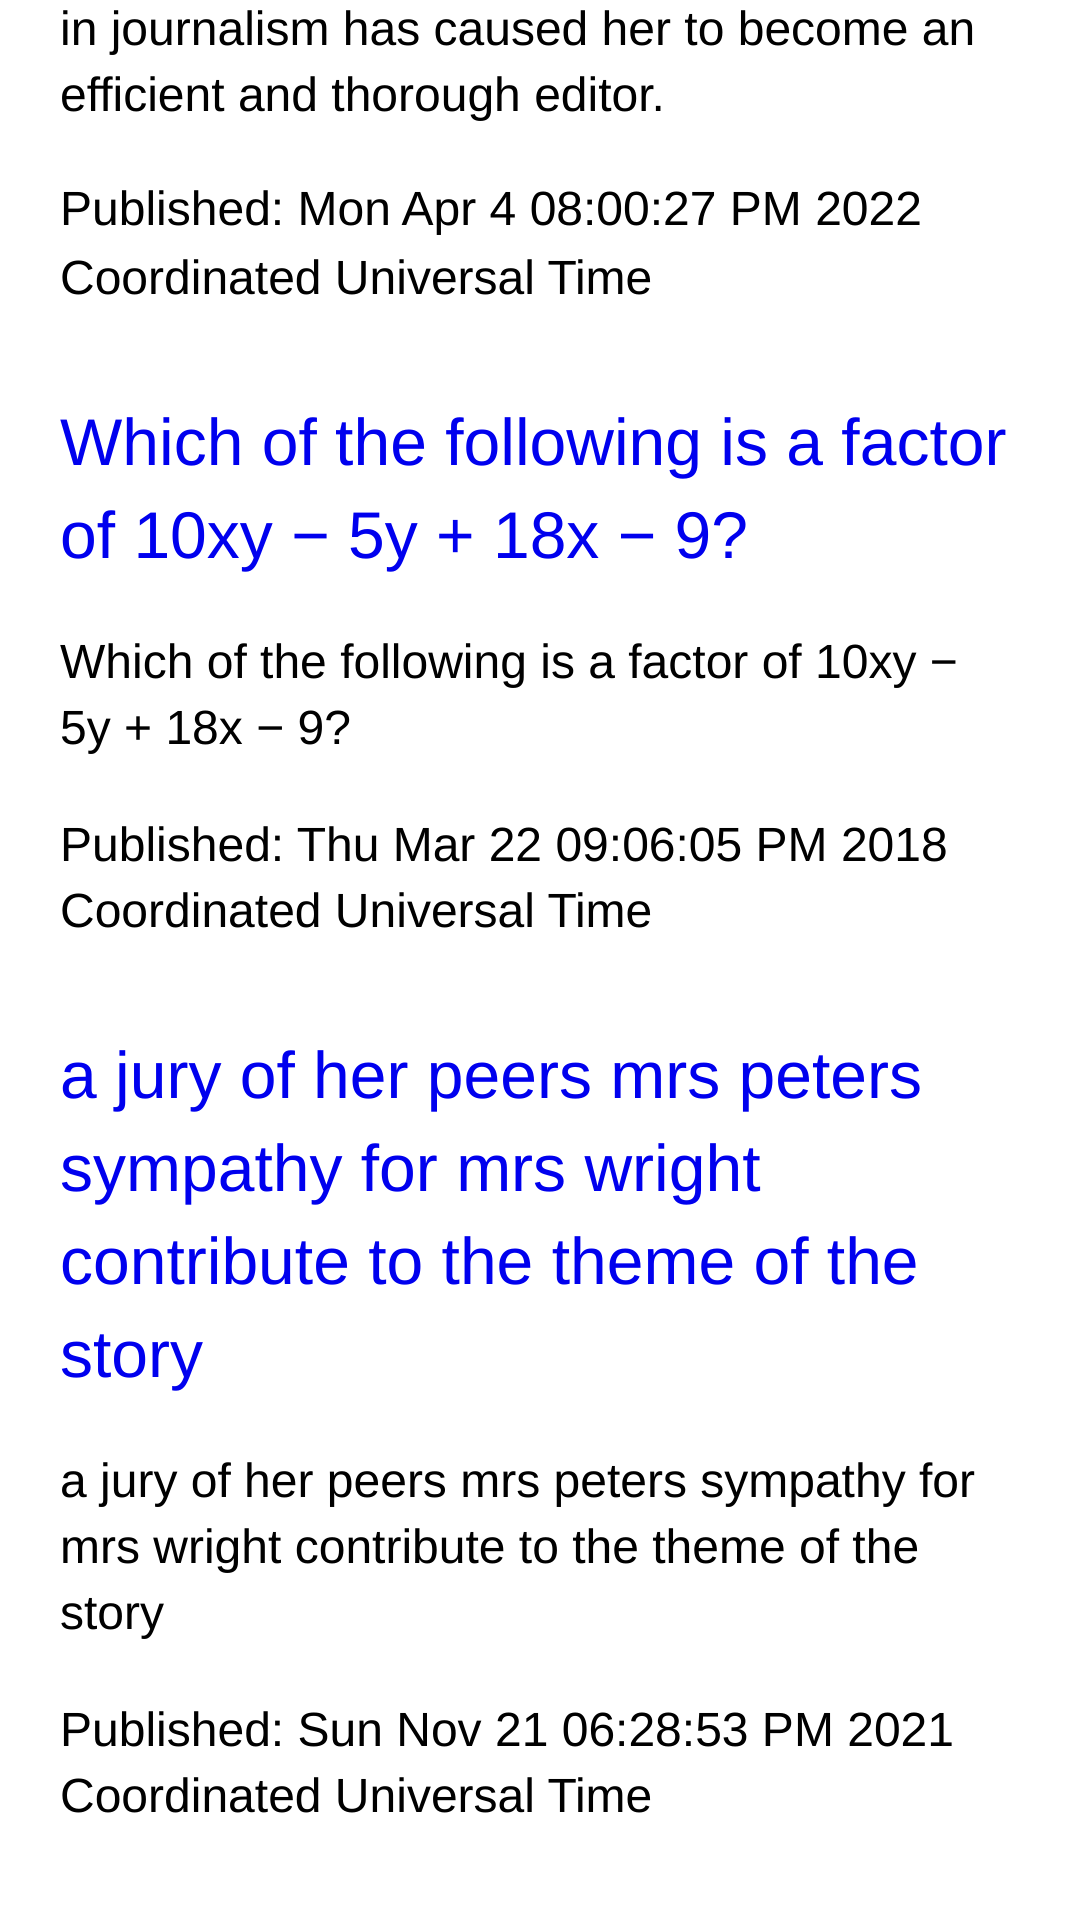 in journalism has caused her to become an
efficient and thorough editor.
Published: Mon Apr 4 08:00:27 PM 2022
Coordinated Universal Time
Which of the following is a factor
of 10xy − 5y + 18x − 9?
Which of the following is a factor of 10xy −
5y + 18x − 9?
Published: Thu Mar 22 09:06:05 PM 2018
Coordinated Universal Time
a jury of her peers mrs peters
sympathy for mrs wright
contribute to the theme of the
story
a jury of her peers mrs peters sympathy for
mrs wright contribute to the theme of the
story
Published: Sun Nov 21 06:28:53 PM 2021
Coordinated Universal Time